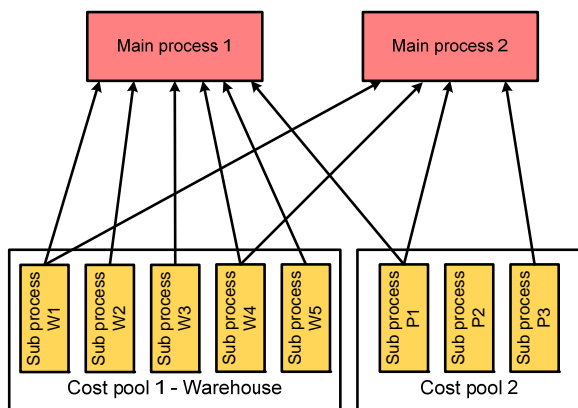 Main process 1
Main process 2
Sub process
W1
Sub process
W2
Sub process
W3
Sub process
W4
Sub process
W5
Sub process
P1
Sub process
P2
Sub process
P3
Cost pool 1 - Warehouse
Cost pool 2